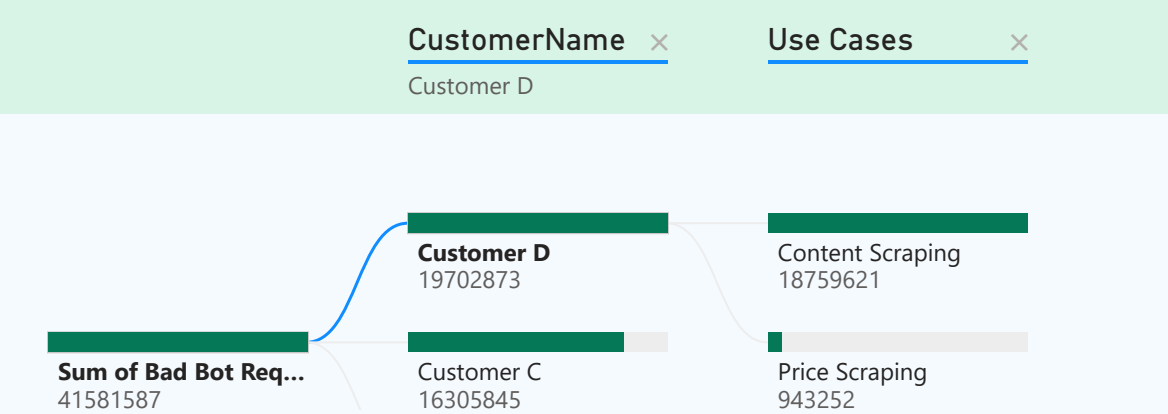 CustomerName ×
Use Cases ×
Customer D
Customer D
19702873
Content Scraping
18759621
Sum of Bad Bot Req...
41581587
Customer C
16305845
Price Scraping
943252